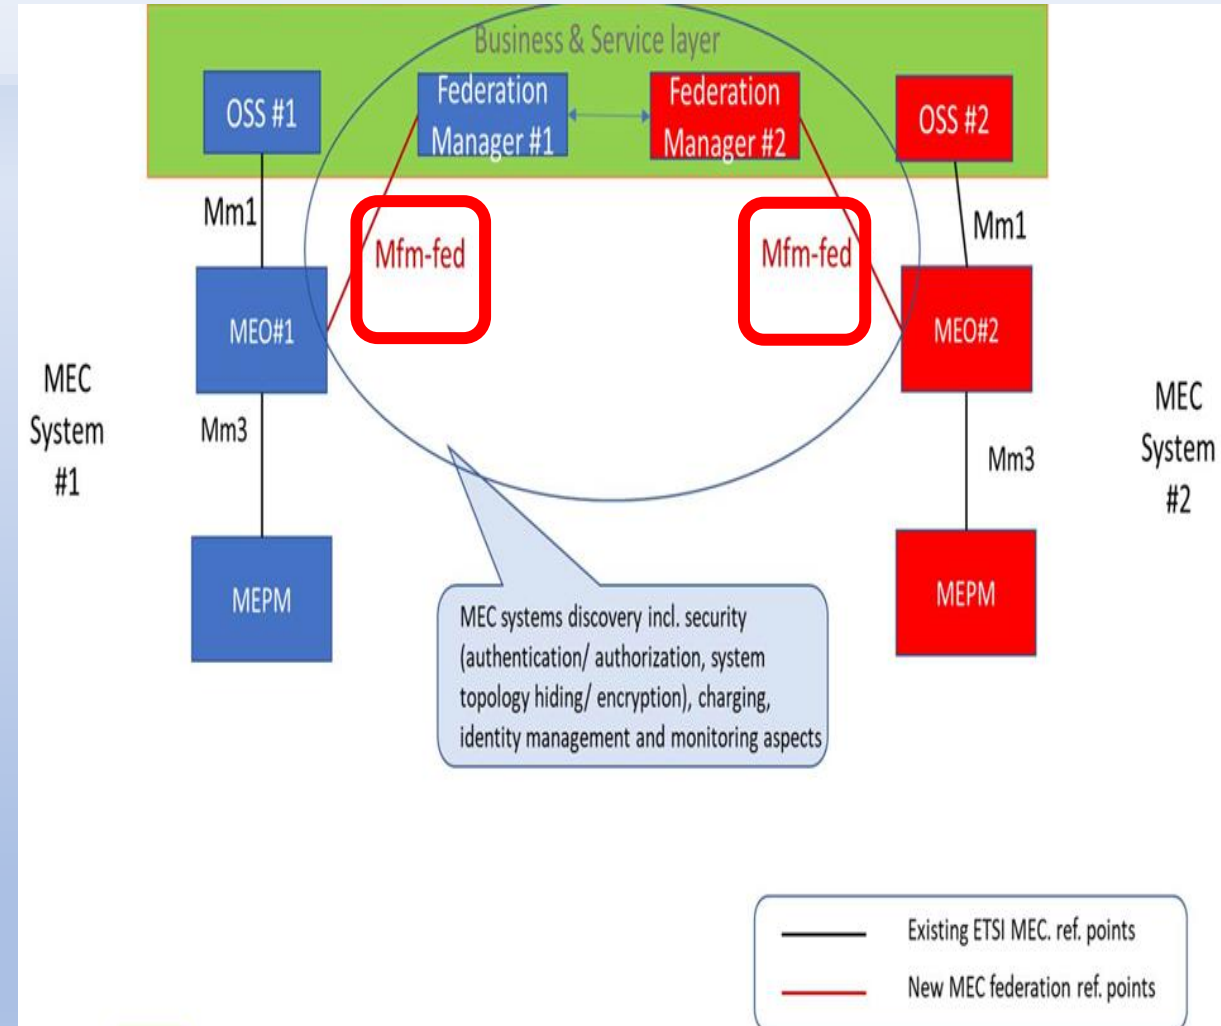 Business & Service layer
OSS #1
Federation
Manager #1
Federation
Manager #2
OSS #2
Mm1
Mfm-fed
Mfm-fed
Mm1
MEO#1
MEO#2
MEC
System
#1
Mm3
Mm3
MEC
System
#2
MEPM
MEPM
MEC systems discovery incl. security
(authentication/ authorization, system
topology hiding/ encryption), charging,
identity management and monitoring aspects
Existing ETSI MEC. ref. points
New MEC federation ref. points